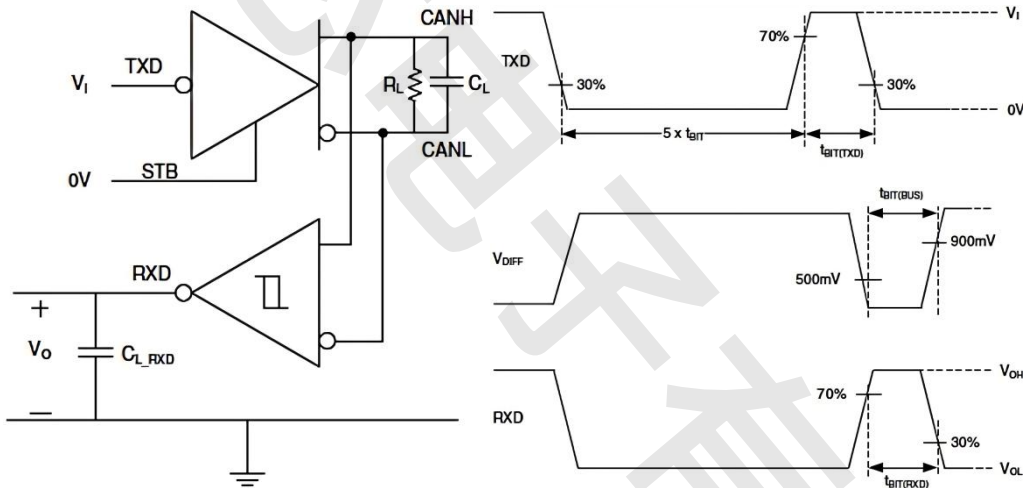 CANH
TXD
V_I
R_L
C_L
CANL
STB
0V
RXD
+
V_O
C_L_RXD
—
V_I
70%
TXD
30%
30%
0V
5 x t_BIT
t_BIT(TXD)
t_BIT(BUS)
900mV
V_DIFF
500mV
V_OH
70%
RXD
30%
V_OL
t_BIT(RXD)